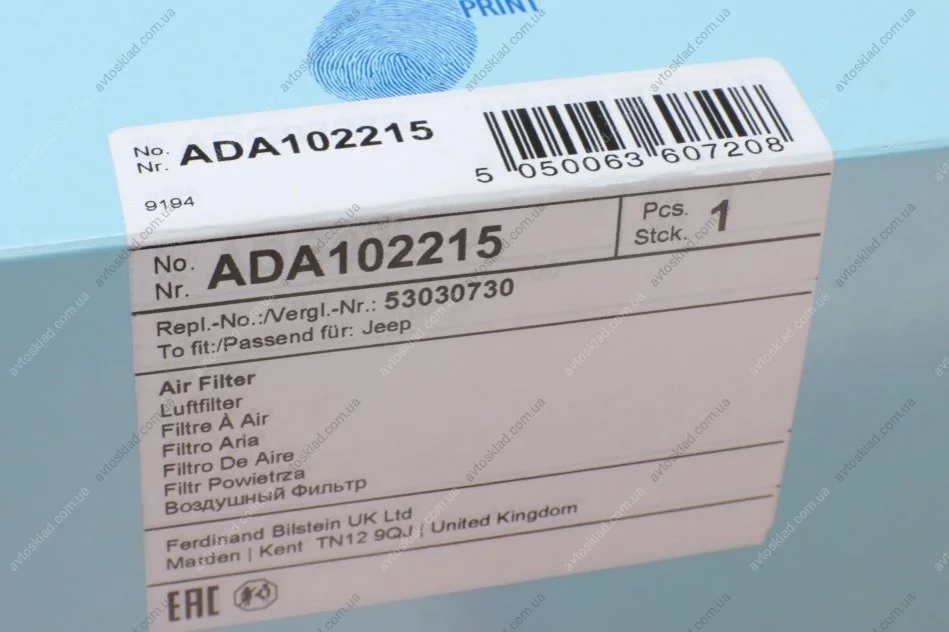 PRINT
No. ADA102215
Nr.
9194
5 050063 607208
No. ADA102215
Nr.
Pcs. 1
Stck.
Repl.-No.:/Vergl.-Nr.: 53030730
To fit:/Passend für: Jeep
Air Filter
Luftfilter
Filtre À Air
Filtro Aria
Filtro De Aire
Filtr Powietrza
Воздушный Фильтр
Ferdinand Bilstein UK Ltd
Marden | Kent TN12 9QJ | United Kingdom
EAC
avtosklad.com.ua